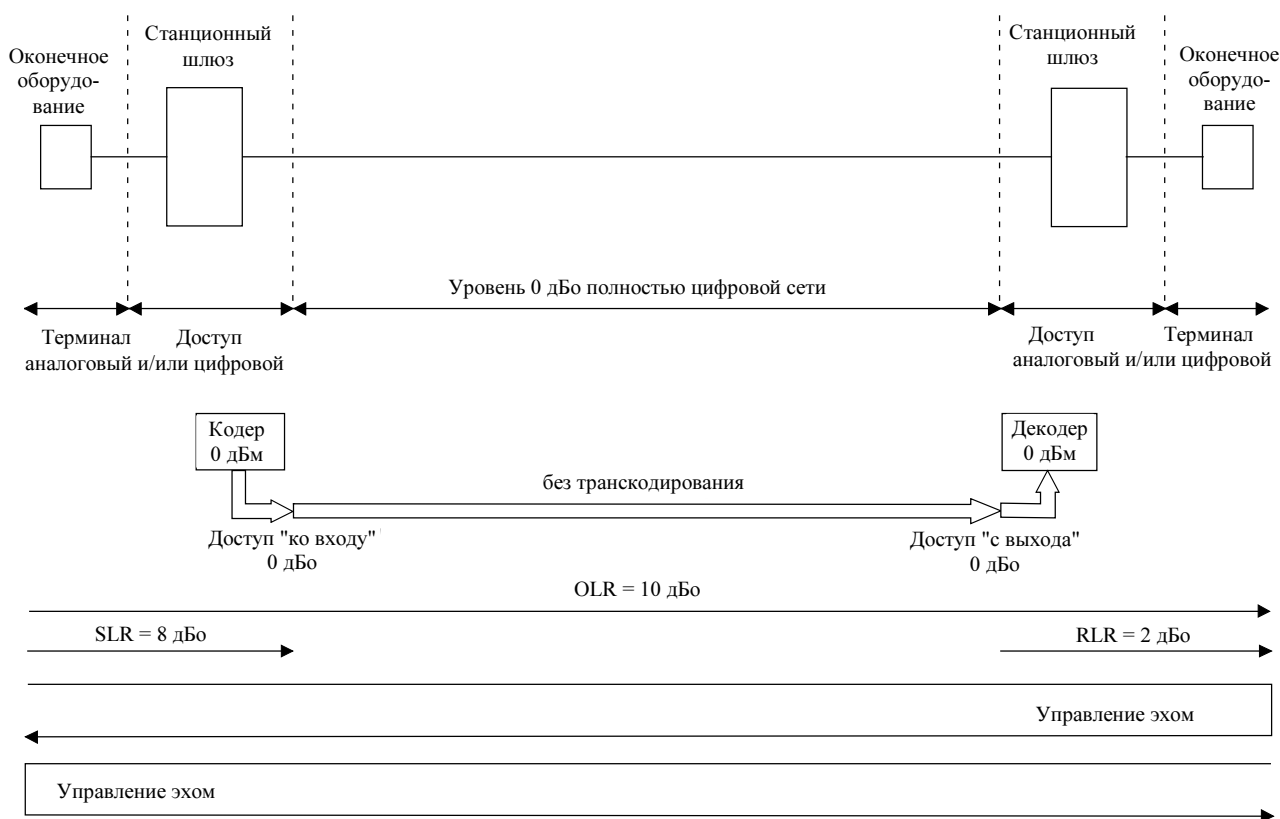 Оконечное
оборудо-
вание
Станционный
шлюз
Станционный
шлюз
Оконечное
оборудо-
вание
Уровень 0 дБо полностью цифровой сети
Терминал Доступ
аналоговый и/или цифровой
Доступ Терминал
аналоговый и/или цифровой
Кодер
0 дБм
Декодер
0 дБм
без транскодирования
Доступ "ко входу"
0 дБо
Доступ "с выхода"
0 дБо
OLR = 10 дБо
SLR = 8 дБо
RLR = 2 дБо
Управление эхом
Управление эхом